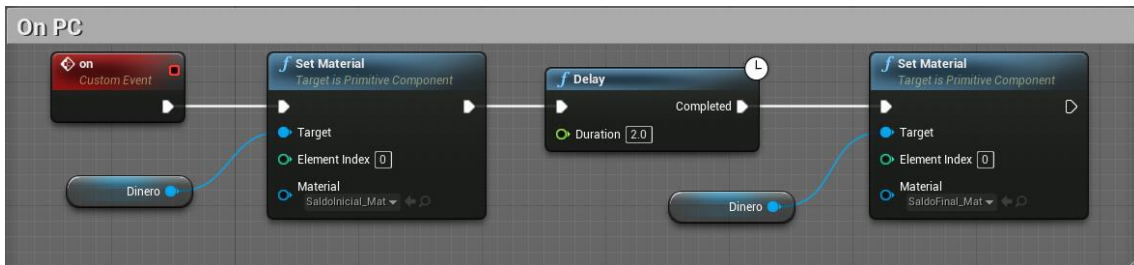 On PC
on
Custom Event
Dinero
f Set Material
Target is Primitive Component
Target
Element Index 0
Material
SaldoInicial_Mat
f Delay
Completed
Duration 2.0
Dinero
f Set Material
Target is Primitive Component
Target
Element Index 0
Material
SaldoFinal_Mat